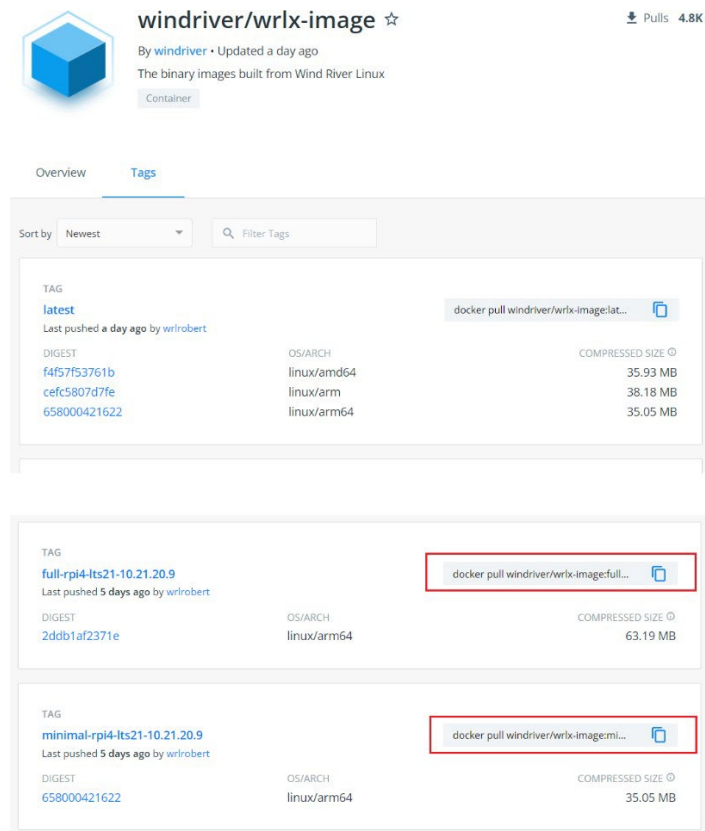 windriver/wrlx-image
Pulls 4.8K
By windriver • Updated a day ago
The binary images built from Wind River Linux
Container
Overview Tags
Sort by Newest Filter Tags
TAG
latest docker pull windriver/wrlx-image:lat...
Last pushed a day ago by wrlrobert
DIGEST OS/ARCH COMPRESSED SIZE
f4f57f53761b linux/amd64 35.93 MB
cefc5807d7fe linux/arm 38.18 MB
658000421622 linux/arm64 35.05 MB
TAG
full-rpi4-lts21-10.21.20.9 docker pull windriver/wrlx-image:full...
Last pushed 5 days ago by wrlrobert
DIGEST OS/ARCH COMPRESSED SIZE
2ddb1af2371e linux/arm64 63.19 MB
TAG
minimal-rpi4-lts21-10.21.20.9 docker pull windriver/wrlx-image:mi...
Last pushed 5 days ago by wrlrobert
DIGEST OS/ARCH COMPRESSED SIZE
658000421622 linux/arm64 35.05 MB